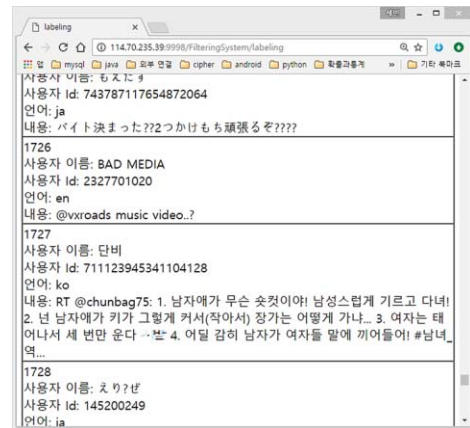 labeling
114.70.235.39:9998/FilteringSystem/labeling
앱 mysql java 외부 연결 cipher android python 확률과통계 » 기타 북마크
사용자 이름: もえたす
사용자 Id: 743787117654872064
언어: ja
내용: バイト決まった??2つかけもち頑張るぞ????
1726
사용자 이름: BAD MEDIA
사용자 Id: 2327701020
언어: en
내용: @vxroads music video..?
1727
사용자 이름: 단비
사용자 Id: 711123945341104128
언어: ko
내용: RT @chunbag75: 1. 남자애가 무슨 숏컷이야! 남성스럽게 기르고 다녀!
2. 넌 남자애가 키가 그렇게 커서(작아서) 장가는 어떻게 가냐... 3. 여자는 태
어나서 세 번만 운다 4. 어딜 감히 남자가 여자들 말에 끼어들어! #남녀
역...
1728
사용자 이름: えり?ぜ
사용자 Id: 145200249
언어: ja